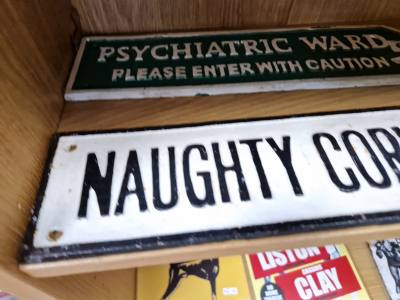 PSYCHIATRIC WARD
PLEASE ENTER WITH CAUTION
NAUGHTY COR
LISTON
CLAY